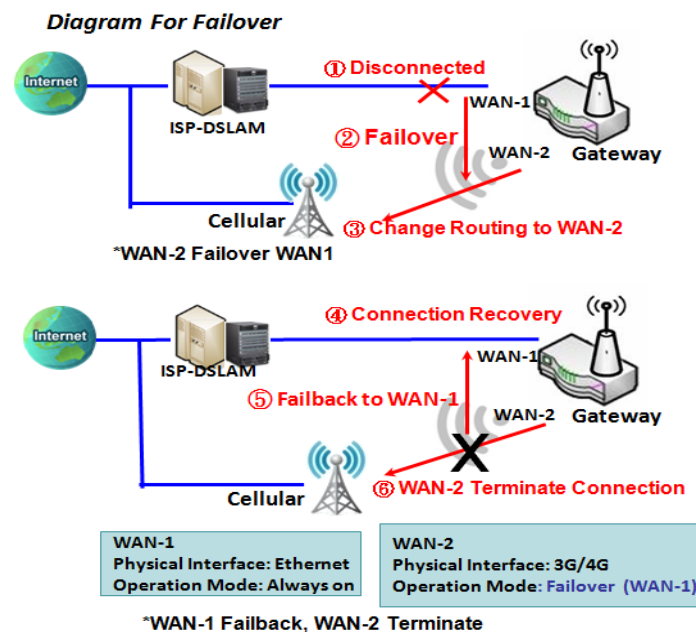 Diagram For Failover
Internet
① Disconnected
WAN-1
ISP-DSLAM
② Failover
WAN-2
Gateway
Cellular
③ Change Routing to WAN-2
*WAN-2 Failover WAN1
④ Connection Recovery
Internet
WAN-1
ISP-DSLAM
⑤ Failback to WAN-1
WAN-2
Gateway
Cellular
⑥ WAN-2 Terminate Connection
WAN-1
Physical Interface: Ethernet
Operation Mode: Always on
WAN-2
Physical Interface: 3G/4G
Operation Mode: Failover (WAN-1)
*WAN-1 Failback, WAN-2 Terminate